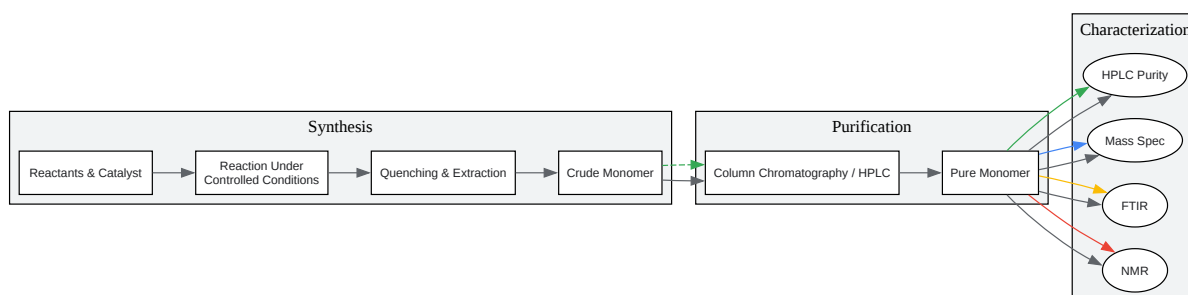 Synthesis
Reactants & Catalyst
Reaction Under
Controlled Conditions
Quenching & Extraction
Crude Monomer
Purification
Column Chromatography / HPLC
Pure Monomer
Characterization
HPLC Purity
Mass Spec
FTIR
NMR